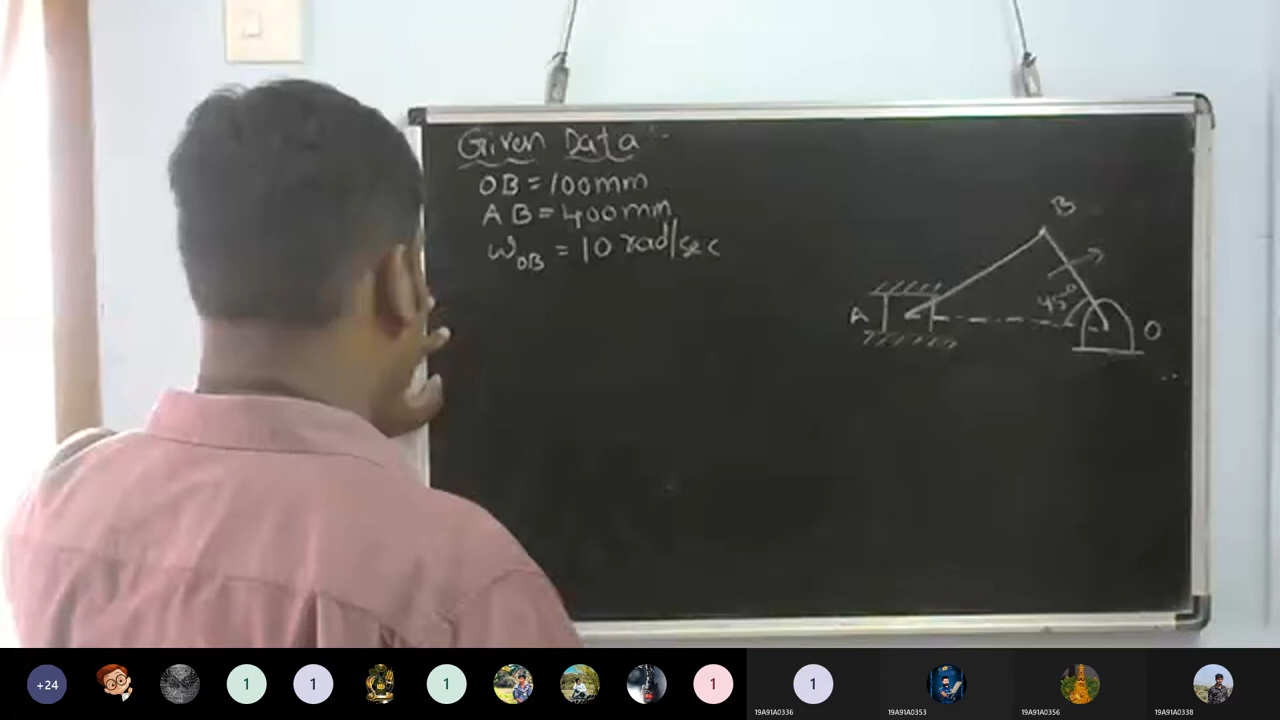 Given Data :-
OB = 100mm
AB = 400mm
ω_OB = 10 rad/sec
B
45°
A
O
+24
1
1
1
1
1
19A91A0336
19A91A0353
19A91A0356
19A91A0338